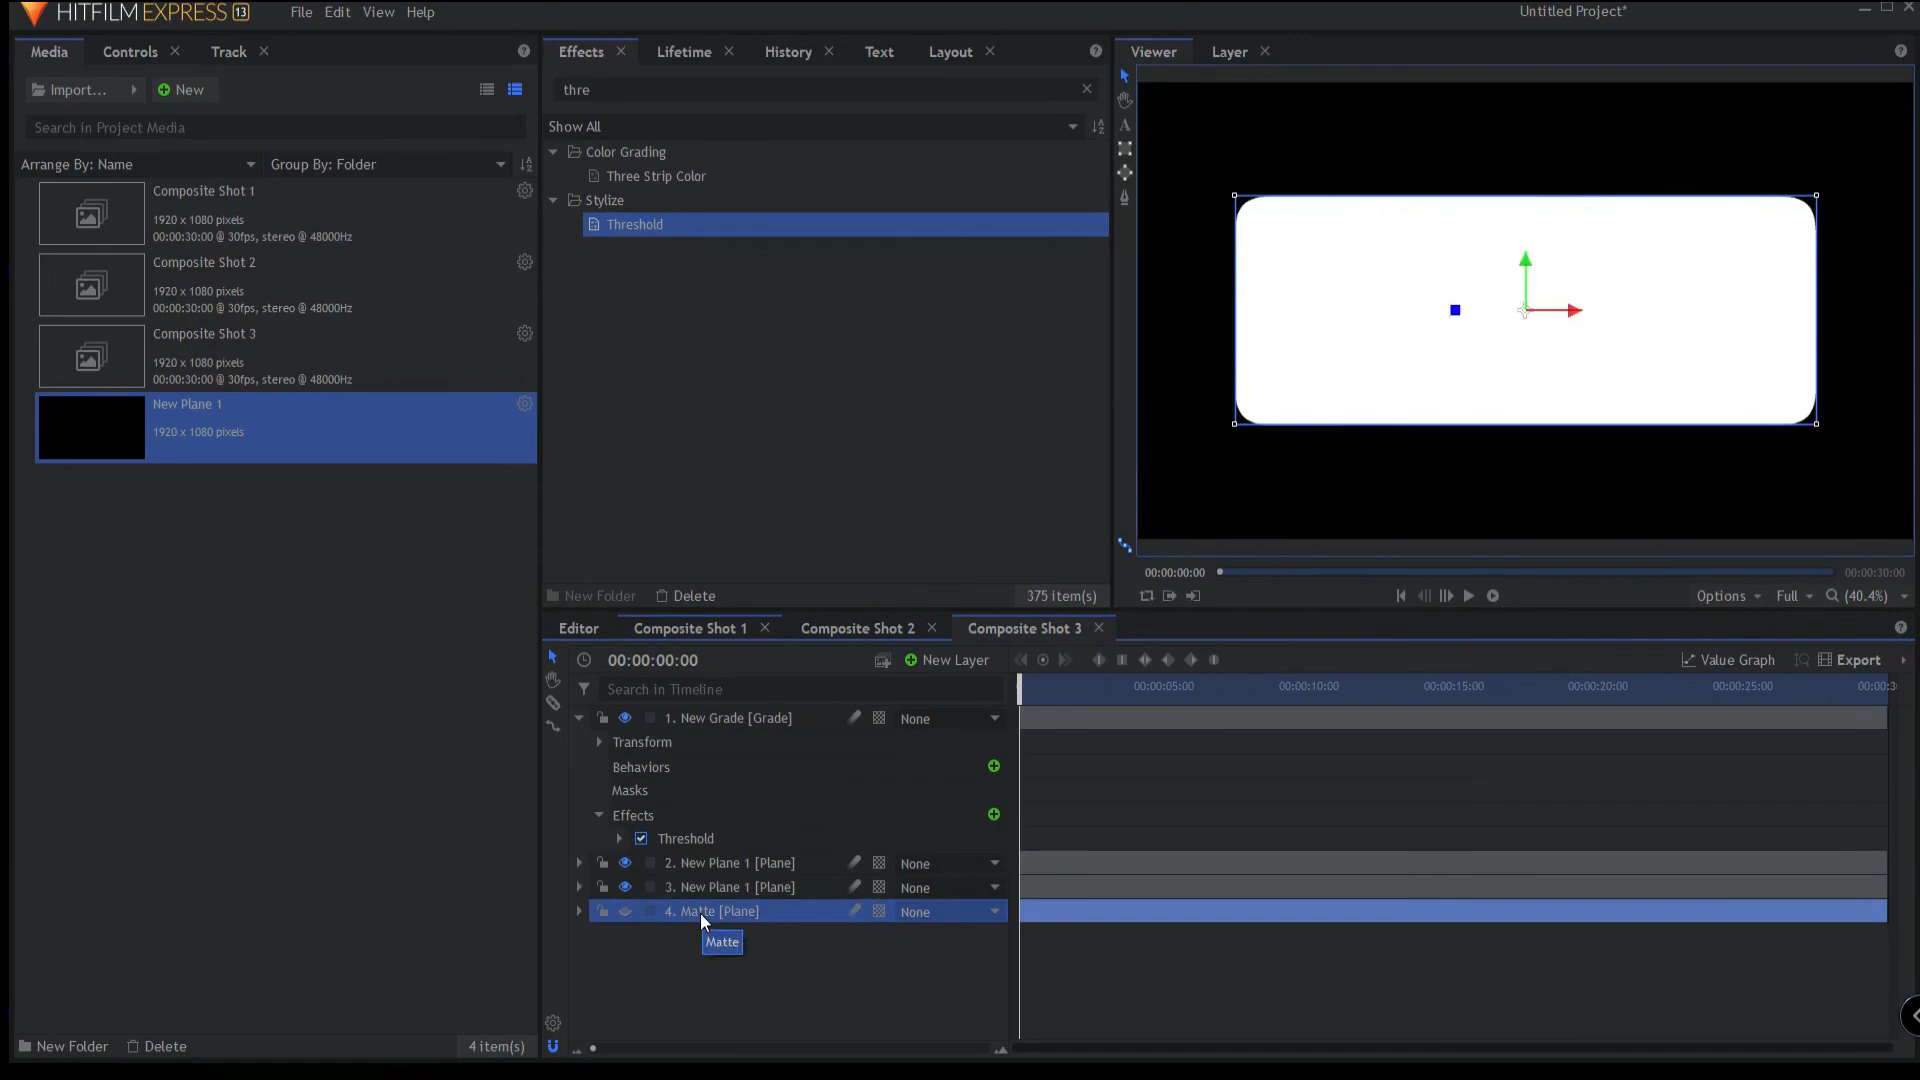 HITFILM EXPRESS 13
File Edit View Help
Untitled Project*
Media Controls Track
Import... New
Search in Project Media
Arrange By: Name Group By: Folder
Composite Shot 1
1920 x 1080 pixels
00:00:30:00 @ 30fps, stereo @ 48000Hz
Composite Shot 2
1920 x 1080 pixels
00:00:30:00 @ 30fps, stereo @ 48000Hz
Composite Shot 3
1920 x 1080 pixels
00:00:30:00 @ 30fps, stereo @ 48000Hz
New Plane 1
1920 x 1080 pixels
New Folder Delete 4 item(s)
Effects Lifetime History Text Layout
thre
Show All
Color Grading
Three Strip Color
Stylize
Threshold
New Folder Delete 375 item(s)
Viewer Layer
00:00:00:00 00:00:30:00
Options Full (40.4%)
Editor Composite Shot 1 Composite Shot 2 Composite Shot 3
00:00:00:00 New Layer Value Graph Export
Search in Timeline
00:00:05:00 00:00:10:00 00:00:15:00 00:00:20:00 00:00:25:00 00:00:3
1. New Grade [Grade] None
Transform
Behaviors
Masks
Effects
Threshold
2. New Plane 1 [Plane] None
3. New Plane 1 [Plane] None
4. Matte [Plane] None
Matte